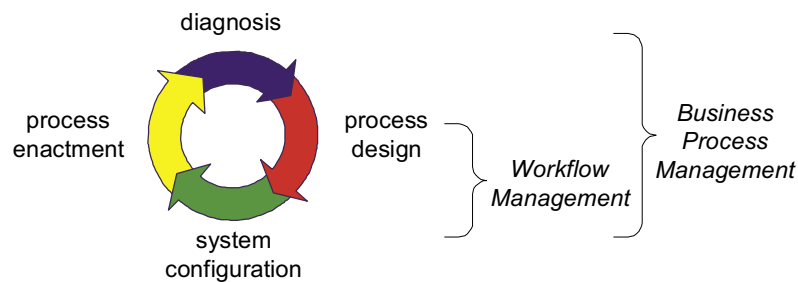 diagnosis
process
enactment
process
design
system
configuration
Workflow
Management
Business
Process
Management